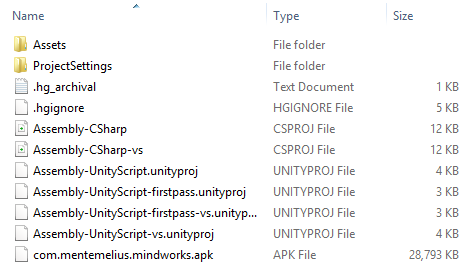 Name Type Size
Assets File folder
ProjectSettings File folder
.hg_archival Text Document 1 KB
.hgignore HGIGNORE File 5 KB
Assembly-CSharp CSPROJ File 12 KB
Assembly-CSharp-vs CSPROJ File 12 KB
Assembly-UnityScript.unityproj UNITYPROJ File 4 KB
Assembly-UnityScript-firstpass.unityproj UNITYPROJ File 3 KB
Assembly-UnityScript-firstpass-vs.unityp... UNITYPROJ File 3 KB
Assembly-UnityScript-vs.unityproj UNITYPROJ File 4 KB
com.mentemelius.mindworks.apk APK File 28,793 KB